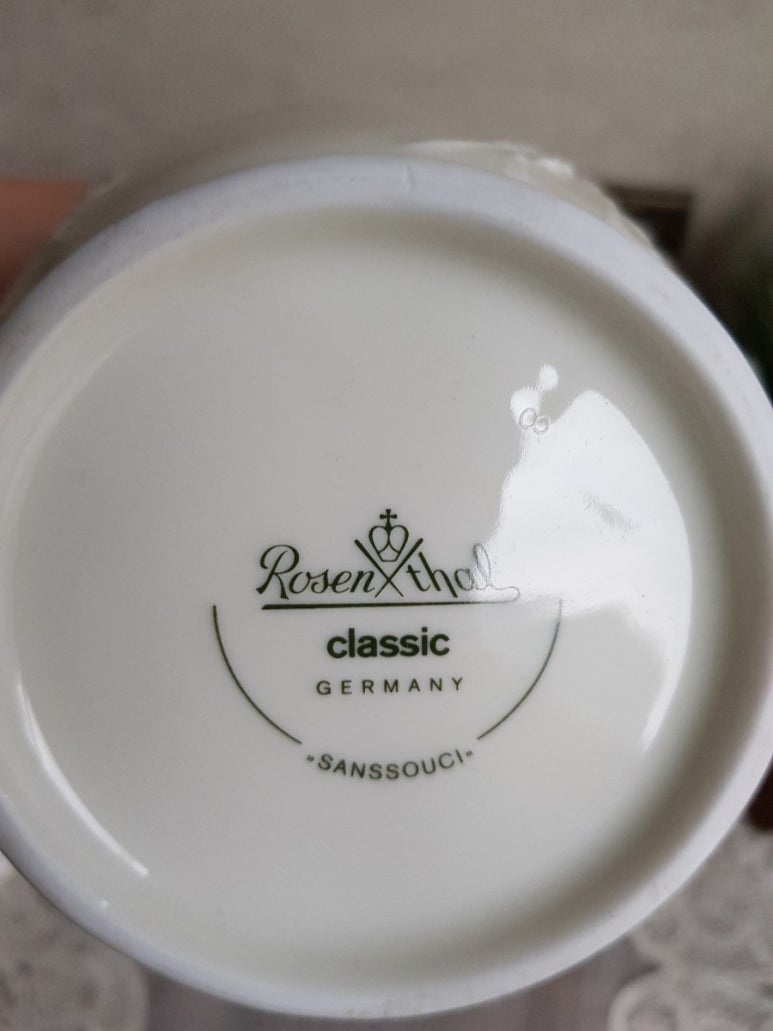 Rosenthal
classic
GERMANY
»SANSSOUCI«